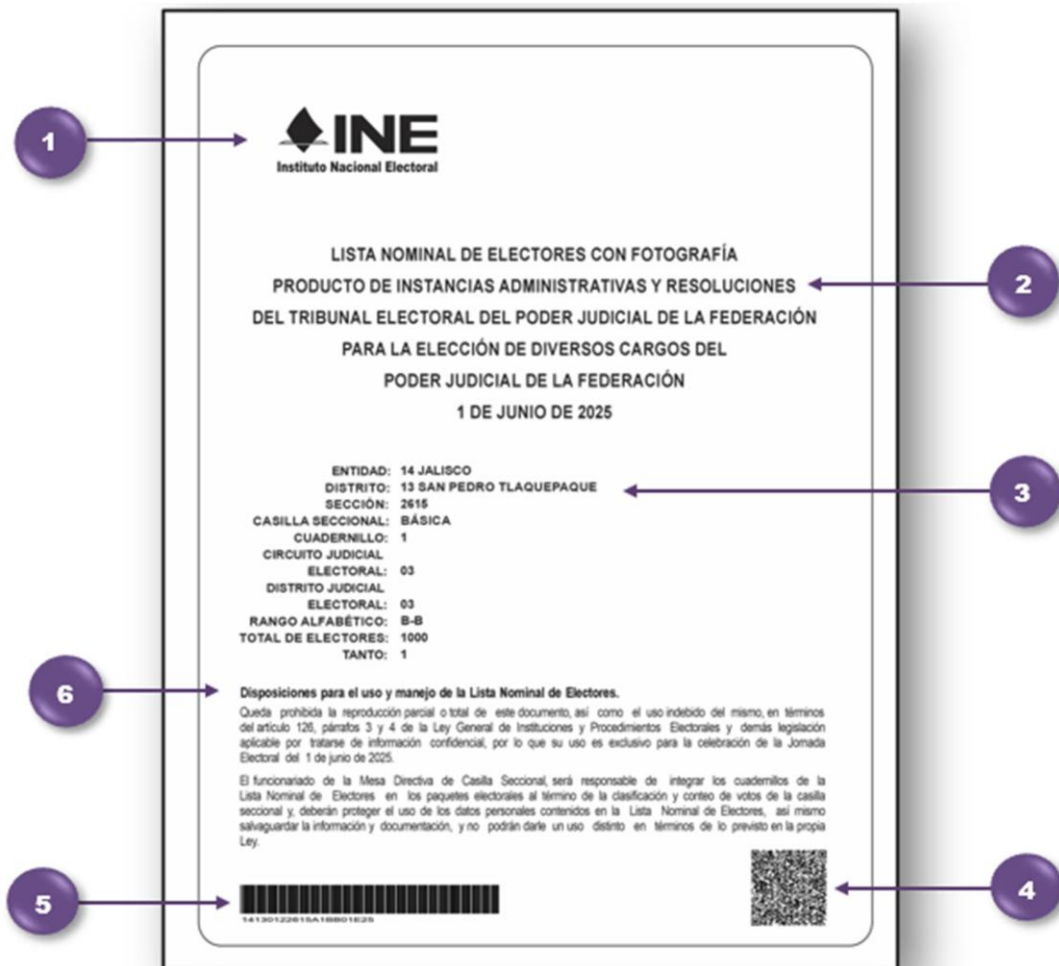 INE
Instituto Nacional Electoral
1
LISTA NOMINAL DE ELECTORES CON FOTOGRAFÍA
PRODUCTO DE INSTANCIAS ADMINISTRATIVAS Y RESOLUCIONES
2
DEL TRIBUNAL ELECTORAL DEL PODER JUDICIAL DE LA FEDERACIÓN
PARA LA ELECCIÓN DE DIVERSOS CARGOS DEL
PODER JUDICIAL DE LA FEDERACIÓN
1 DE JUNIO DE 2025
ENTIDAD: 14 JALISCO
DISTRITO: 13 SAN PEDRO TLAQUEPAQUE
3
SECCIÓN: 2615
CASILLA SECCIONAL: BÁSICA
CUADERNILLO: 1
CIRCUITO JUDICIAL
ELECTORAL: 03
DISTRITO JUDICIAL
ELECTORAL: 03
RANGO ALFABÉTICO: B-B
TOTAL DE ELECTORES: 1000
TANTO: 1
6
Disposiciones para el uso y manejo de la Lista Nominal de Electores.
Queda prohibida la reproducción parcial o total de este documento, así como el uso indebido del mismo, en términos
del artículo 126, párrafos 3 y 4 de la Ley General de Instituciones y Procedimientos Electorales y demás legislación
aplicable por tratarse de información confidencial, por lo que su uso es exclusivo para la celebración de la Jornada
Electoral del 1 de junio de 2025.
El funcionariado de la Mesa Directiva de Casilla Seccional, será responsable de integrar los cuadernillos de la
Lista Nominal de Electores en los paquetes electorales al término de la clasificación y conteo de votos de la casilla
seccional y, deberán proteger el uso de los datos personales contenidos en la Lista Nominal de Electores, así mismo
salvaguardar la información y documentación, y no podrán darle un uso distinto en términos de lo previsto en la propia
Ley.
4
5
14130122615A1BB01E25